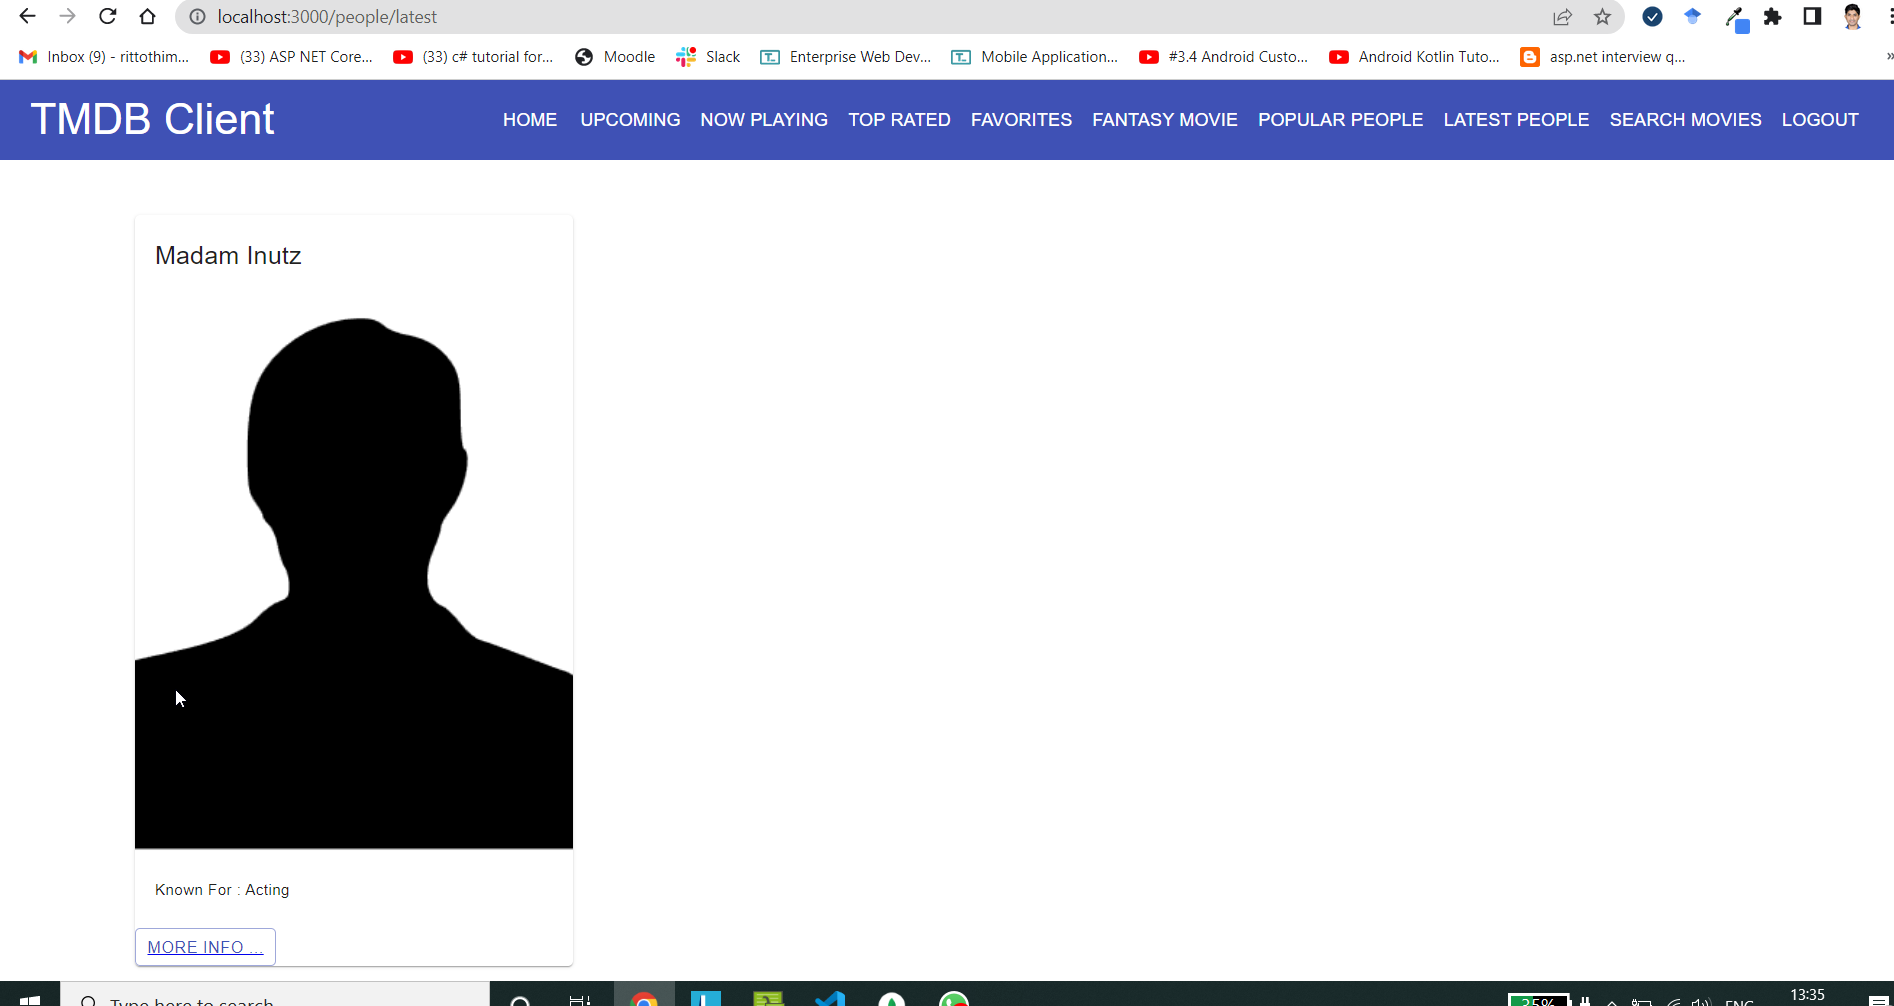 localhost:3000/people/latest
Inbox (9) - rittothim... (33) ASP NET Core... (33) c# tutorial for... Moodle Slack Enterprise Web Dev... Mobile Application... #3.4 Android Custo... Android Kotlin Tuto... asp.net interview q... »
TMDB Client HOME UPCOMING NOW PLAYING TOP RATED FAVORITES FANTASY MOVIE POPULAR PEOPLE LATEST PEOPLE SEARCH MOVIES LOGOUT
Madam Inutz
Known For : Acting
MORE INFO ...
Type here to search 35% ENG 13:35